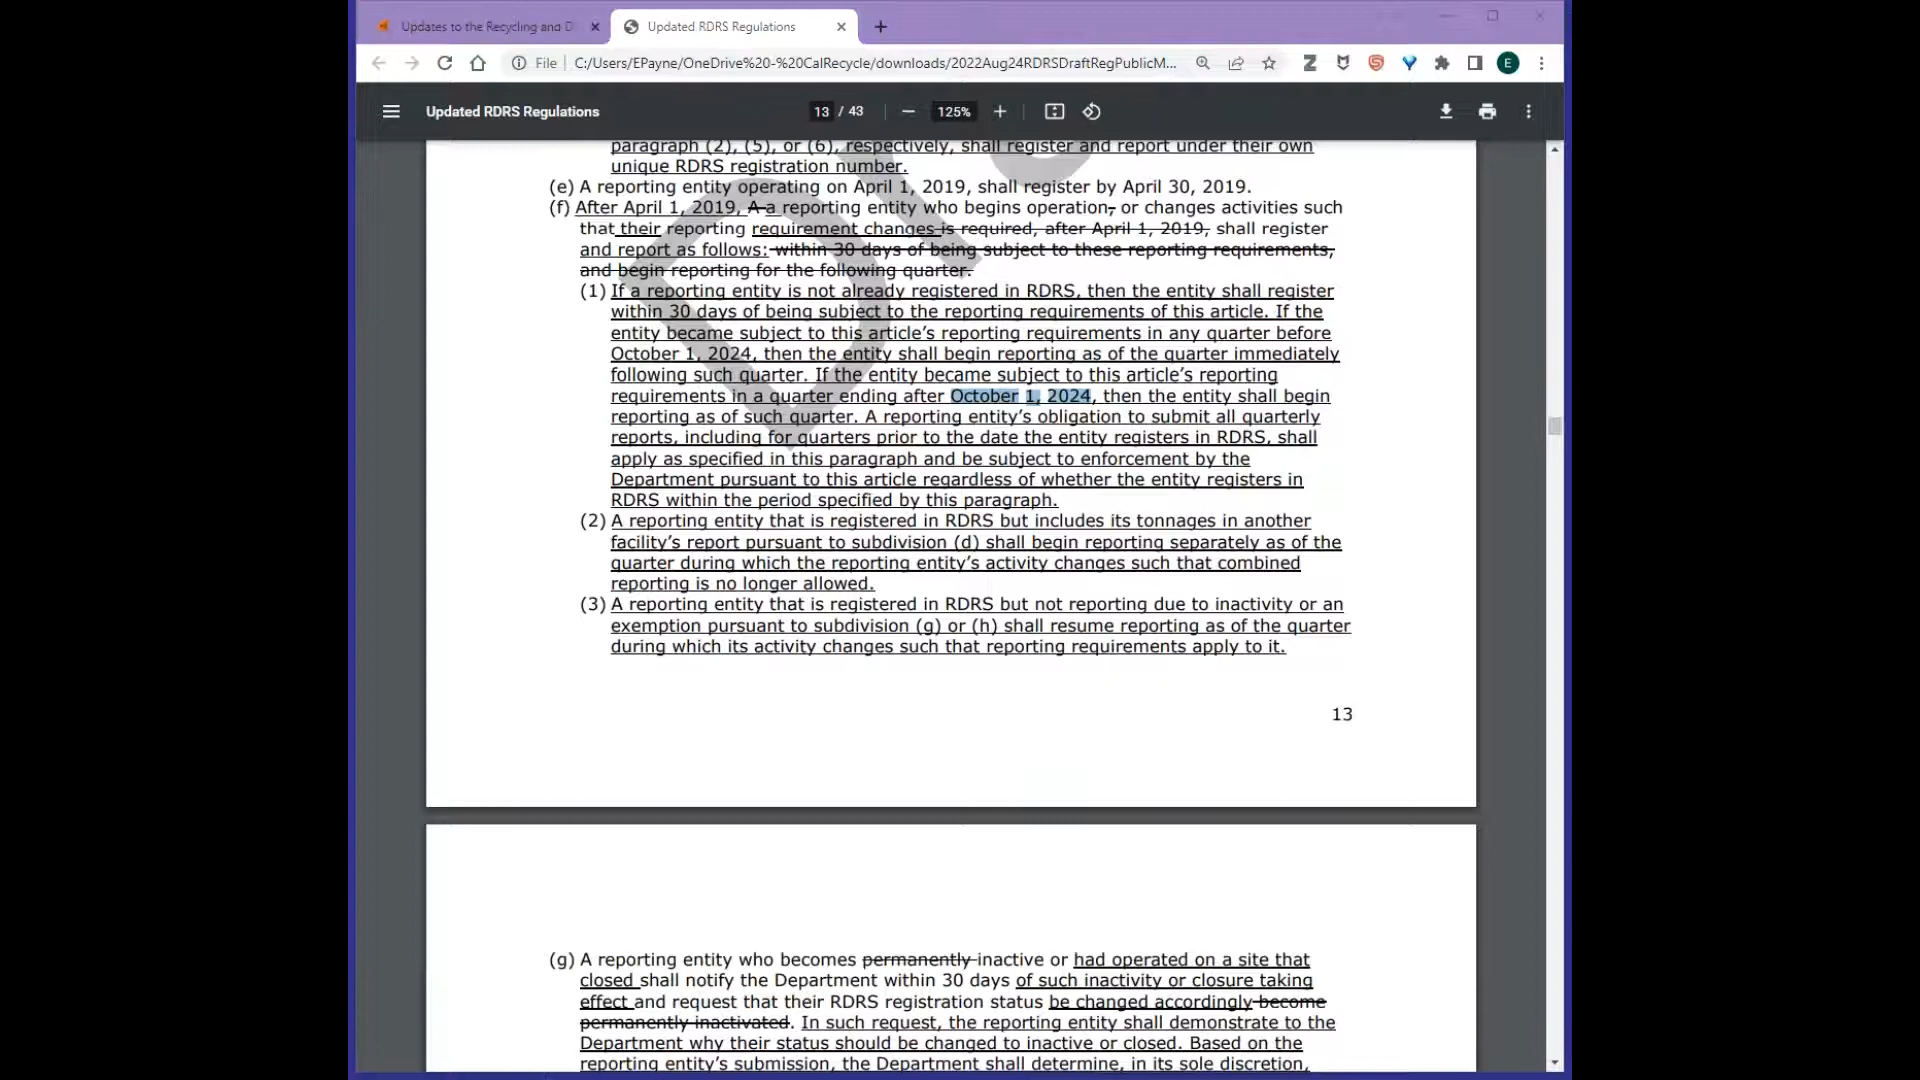 Updates to the Recycling and D
Updated RDRS Regulations
File
C:/Users/EPayne/OneDrive%20-%20CalRecycle/downloads/2022Aug24RDRSDraftRegPublicM...
E
Updated RDRS Regulations
13 / 43
125%
paragraph (2), (5), or (6), respectively, shall register and report under their own
unique RDRS registration number.
(e) A reporting entity operating on April 1, 2019, shall register by April 30, 2019.
(f) After April 1, 2019, A a reporting entity who begins operation, or changes activities such
that their reporting requirement changes is required, after April 1, 2019, shall register
and report as follows: within 30 days of being subject to these reporting requirements,
and begin reporting for the following quarter.
(1) If a reporting entity is not already registered in RDRS, then the entity shall register
within 30 days of being subject to the reporting requirements of this article. If the
entity became subject to this article's reporting requirements in any quarter before
October 1, 2024, then the entity shall begin reporting as of the quarter immediately
following such quarter. If the entity became subject to this article's reporting
requirements in a quarter ending after October 1, 2024, then the entity shall begin
reporting as of such quarter. A reporting entity's obligation to submit all quarterly
reports, including for quarters prior to the date the entity registers in RDRS, shall
apply as specified in this paragraph and be subject to enforcement by the
Department pursuant to this article regardless of whether the entity registers in
RDRS within the period specified by this paragraph.
(2) A reporting entity that is registered in RDRS but includes its tonnages in another
facility's report pursuant to subdivision (d) shall begin reporting separately as of the
quarter during which the reporting entity's activity changes such that combined
reporting is no longer allowed.
(3) A reporting entity that is registered in RDRS but not reporting due to inactivity or an
exemption pursuant to subdivision (g) or (h) shall resume reporting as of the quarter
during which its activity changes such that reporting requirements apply to it.
13
(g) A reporting entity who becomes permanently inactive or had operated on a site that
closed shall notify the Department within 30 days of such inactivity or closure taking
effect and request that their RDRS registration status be changed accordingly become
permanently inactivated. In such request, the reporting entity shall demonstrate to the
Department why their status should be changed to inactive or closed. Based on the
reporting entity's submission, the Department shall determine, in its sole discretion,